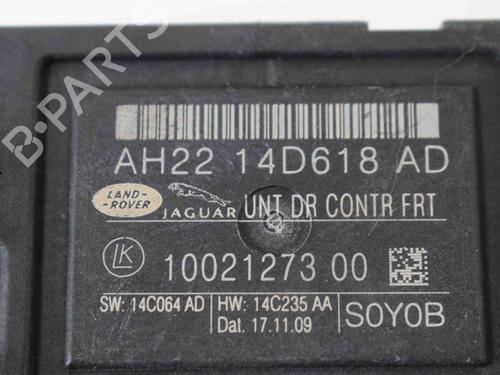 AH22 14D618 AD
LAND-
ROVER
JAGUAR
UNT DR CONTR FRT
LK
10021273 00
SW: 14C064 AD
HW: 14C235 AA
Dat. 17.11.09
SOYOB
B-PARTS